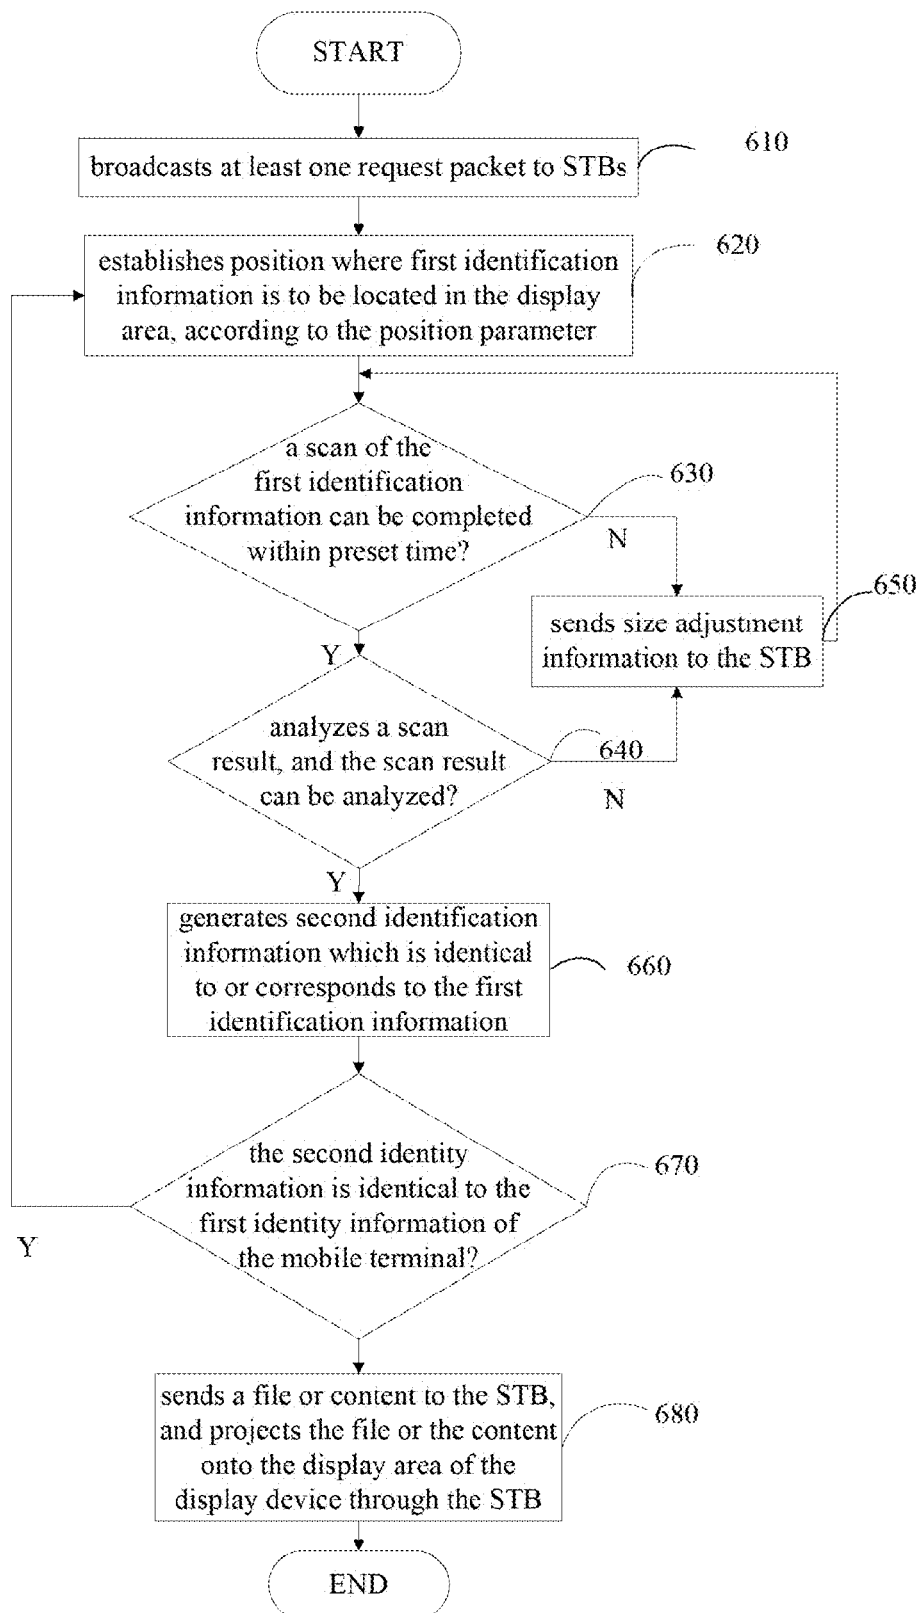 START
broadcasts at least one request packet to STBs
610
establishes position where first identification
information is to be located in the display
area, according to the position parameter
620
a scan of the
first identification
information can be completed
within preset time?
630
N
sends size adjustment
information to the STB
650
Y
analyzes a scan
result, and the scan result
can be analyzed?
640
N
Y
generates second identification
information which is identical
to or corresponds to the first
identification information
660
the second identity
information is identical to the
first identity information of
the mobile terminal?
670
Y
sends a file or content to the STB,
and projects the file or the content
onto the display area of the
display device through the STB
680
END